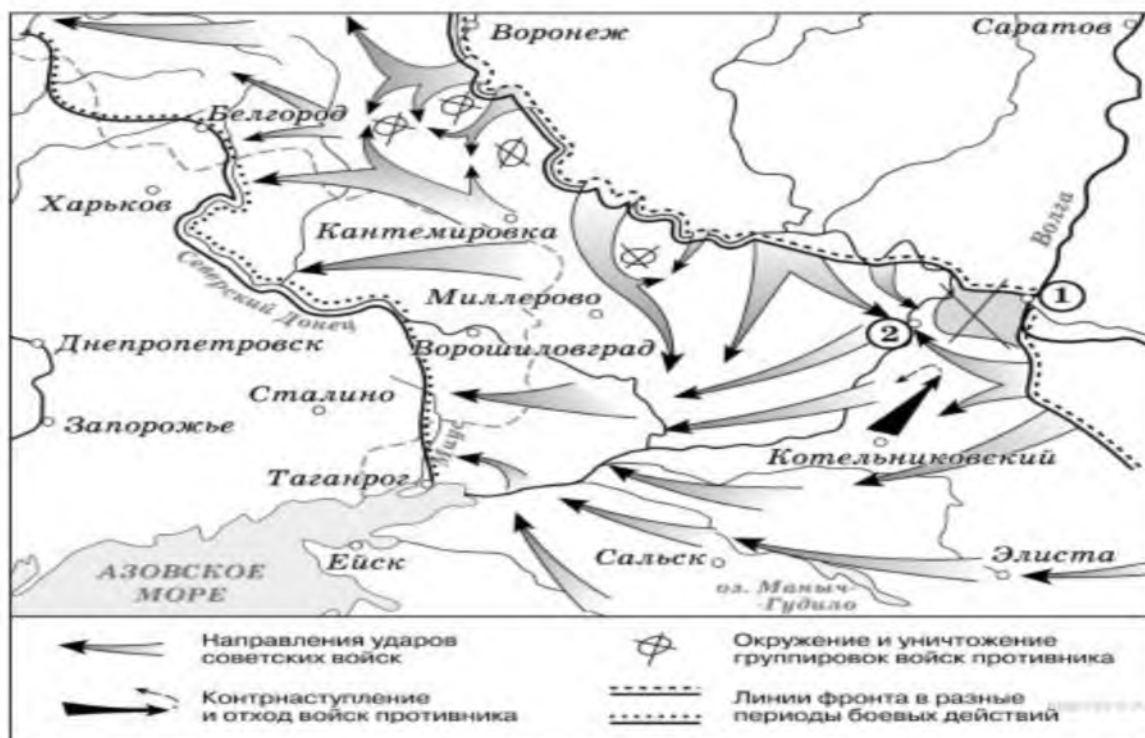 Воронеж
Саратов
Белгород
Волга
Харьков
Кантемировка
Северский Донец
Миллерово
1
2
Днепропетровск
Ворошиловград
Сталино
Запорожье
Миус
Котельниковский
Таганрог
Ейск
Сальск
Элиста
АЗОВСКОЕ
МОРЕ
оз. Маныч-
Гудило
Направления ударов
советских войск
Окружение и уничтожение
группировок войск противника
Контрнаступление
и отход войск противника
Линии фронта в разные
периоды боевых действий